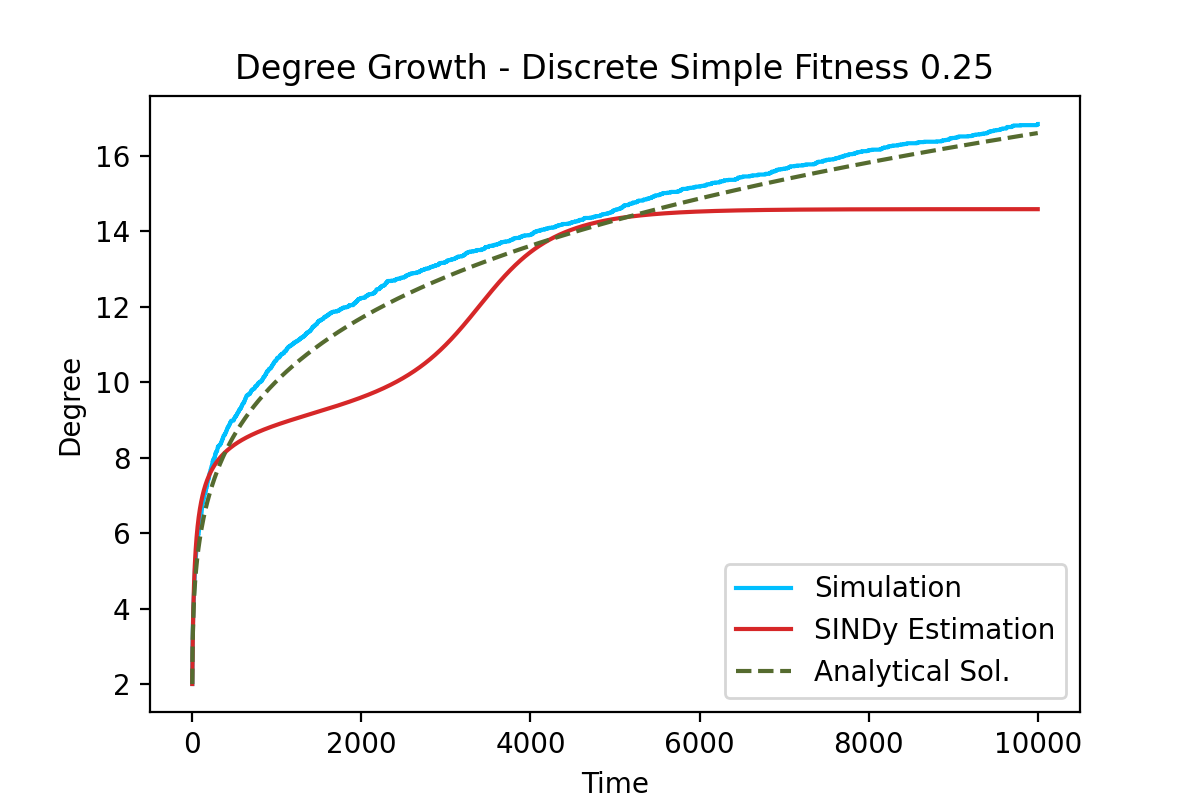 Degree Growth - Discrete Simple Fitness 0.25
16
14
12
10
8
6
4
2
Degree
Simulation
SINDy Estimation
Analytical Sol.
0 2000 4000 6000 8000 10000
Time